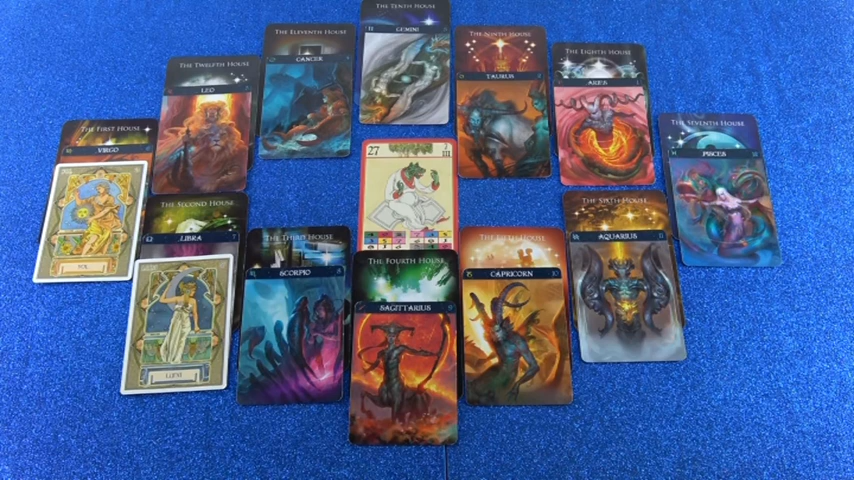 THE TENTH HOUSE
GEMINI
THE ELEVENTH HOUSE
CANCER
THE NINTH HOUSE
TAURUS
THE TWELFTH HOUSE
LEO
THE EIGHTH HOUSE
ARIES
THE FIRST HOUSE
VIRGO
THE SEVENTH HOUSE
PISCES
27
III
SOL
THE SECOND HOUSE
LIBRA
THE THIRD HOUSE
SCORPIO
THE FOURTH HOUSE
SAGITTARIUS
THE FIFTH HOUSE
CAPRICORN
THE SIXTH HOUSE
AQUARIUS